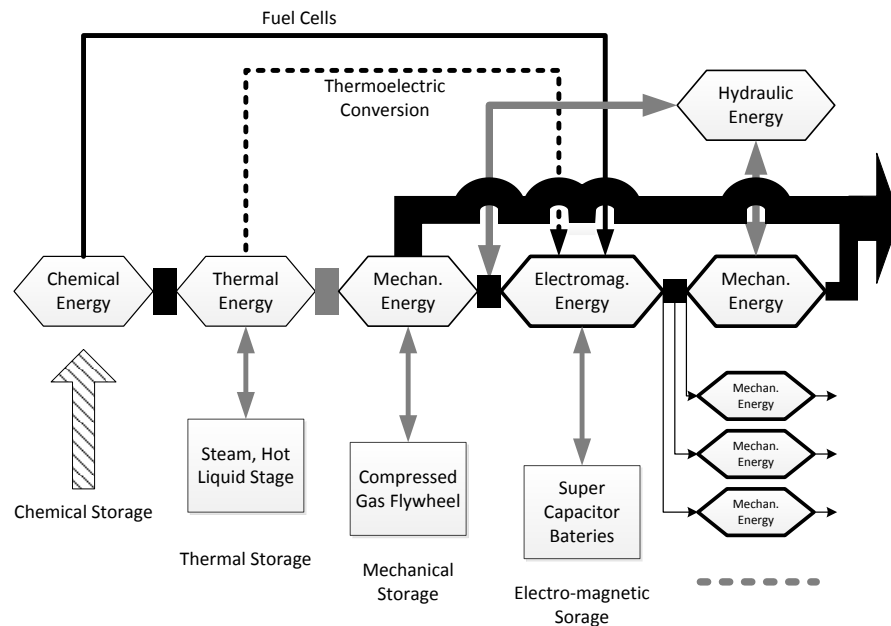 Fuel Cells
Thermoelectric
Conversion
Hydraulic
Energy
Chemical
Energy
Thermal
Energy
Mechan.
Energy
Electromag.
Energy
Mechan.
Energy
Mechan.
Energy
Mechan.
Energy
Mechan.
Energy
Steam, Hot
Liquid Stage
Compressed
Gas Flywheel
Super
Capacitor
Bateries
Chemical Storage
Thermal Storage
Mechanical
Storage
Electro-magnetic
Sorage